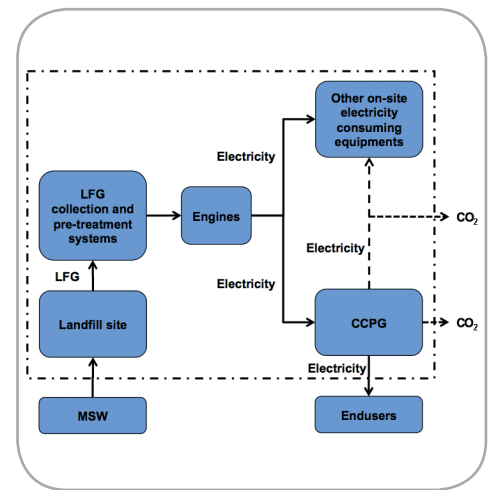 Other on-site
electricity
consuming
equipments
Electricity
LFG
collection and
pre-treatment
systems
Engines
CO2
Electricity
LFG
Electricity
Landfill site
CCPG
CO2
Electricity
MSW
Endusers